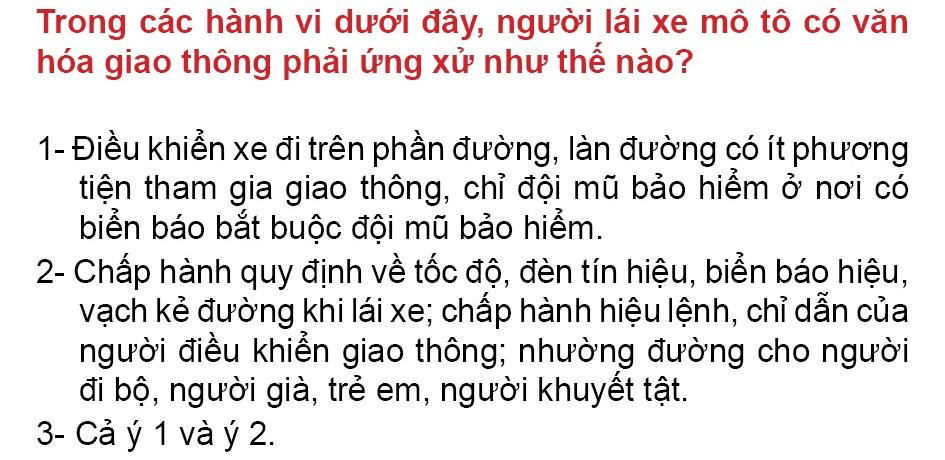 Trong các hành vi dưới đây, người lái xe mô tô có văn
hóa giao thông phải ứng xử như thế nào?
1- Điều khiển xe đi trên phần đường, làn đường có ít phương
tiện tham gia giao thông, chỉ đội mũ bảo hiểm ở nơi có
biển báo bắt buộc đội mũ bảo hiểm.
2- Chấp hành quy định về tốc độ, đèn tín hiệu, biển báo hiệu,
vạch kẻ đường khi lái xe; chấp hành hiệu lệnh, chỉ dẫn của
người điều khiển giao thông; nhường đường cho người
đi bộ, người già, trẻ em, người khuyết tật.
3- Cả ý 1 và ý 2.